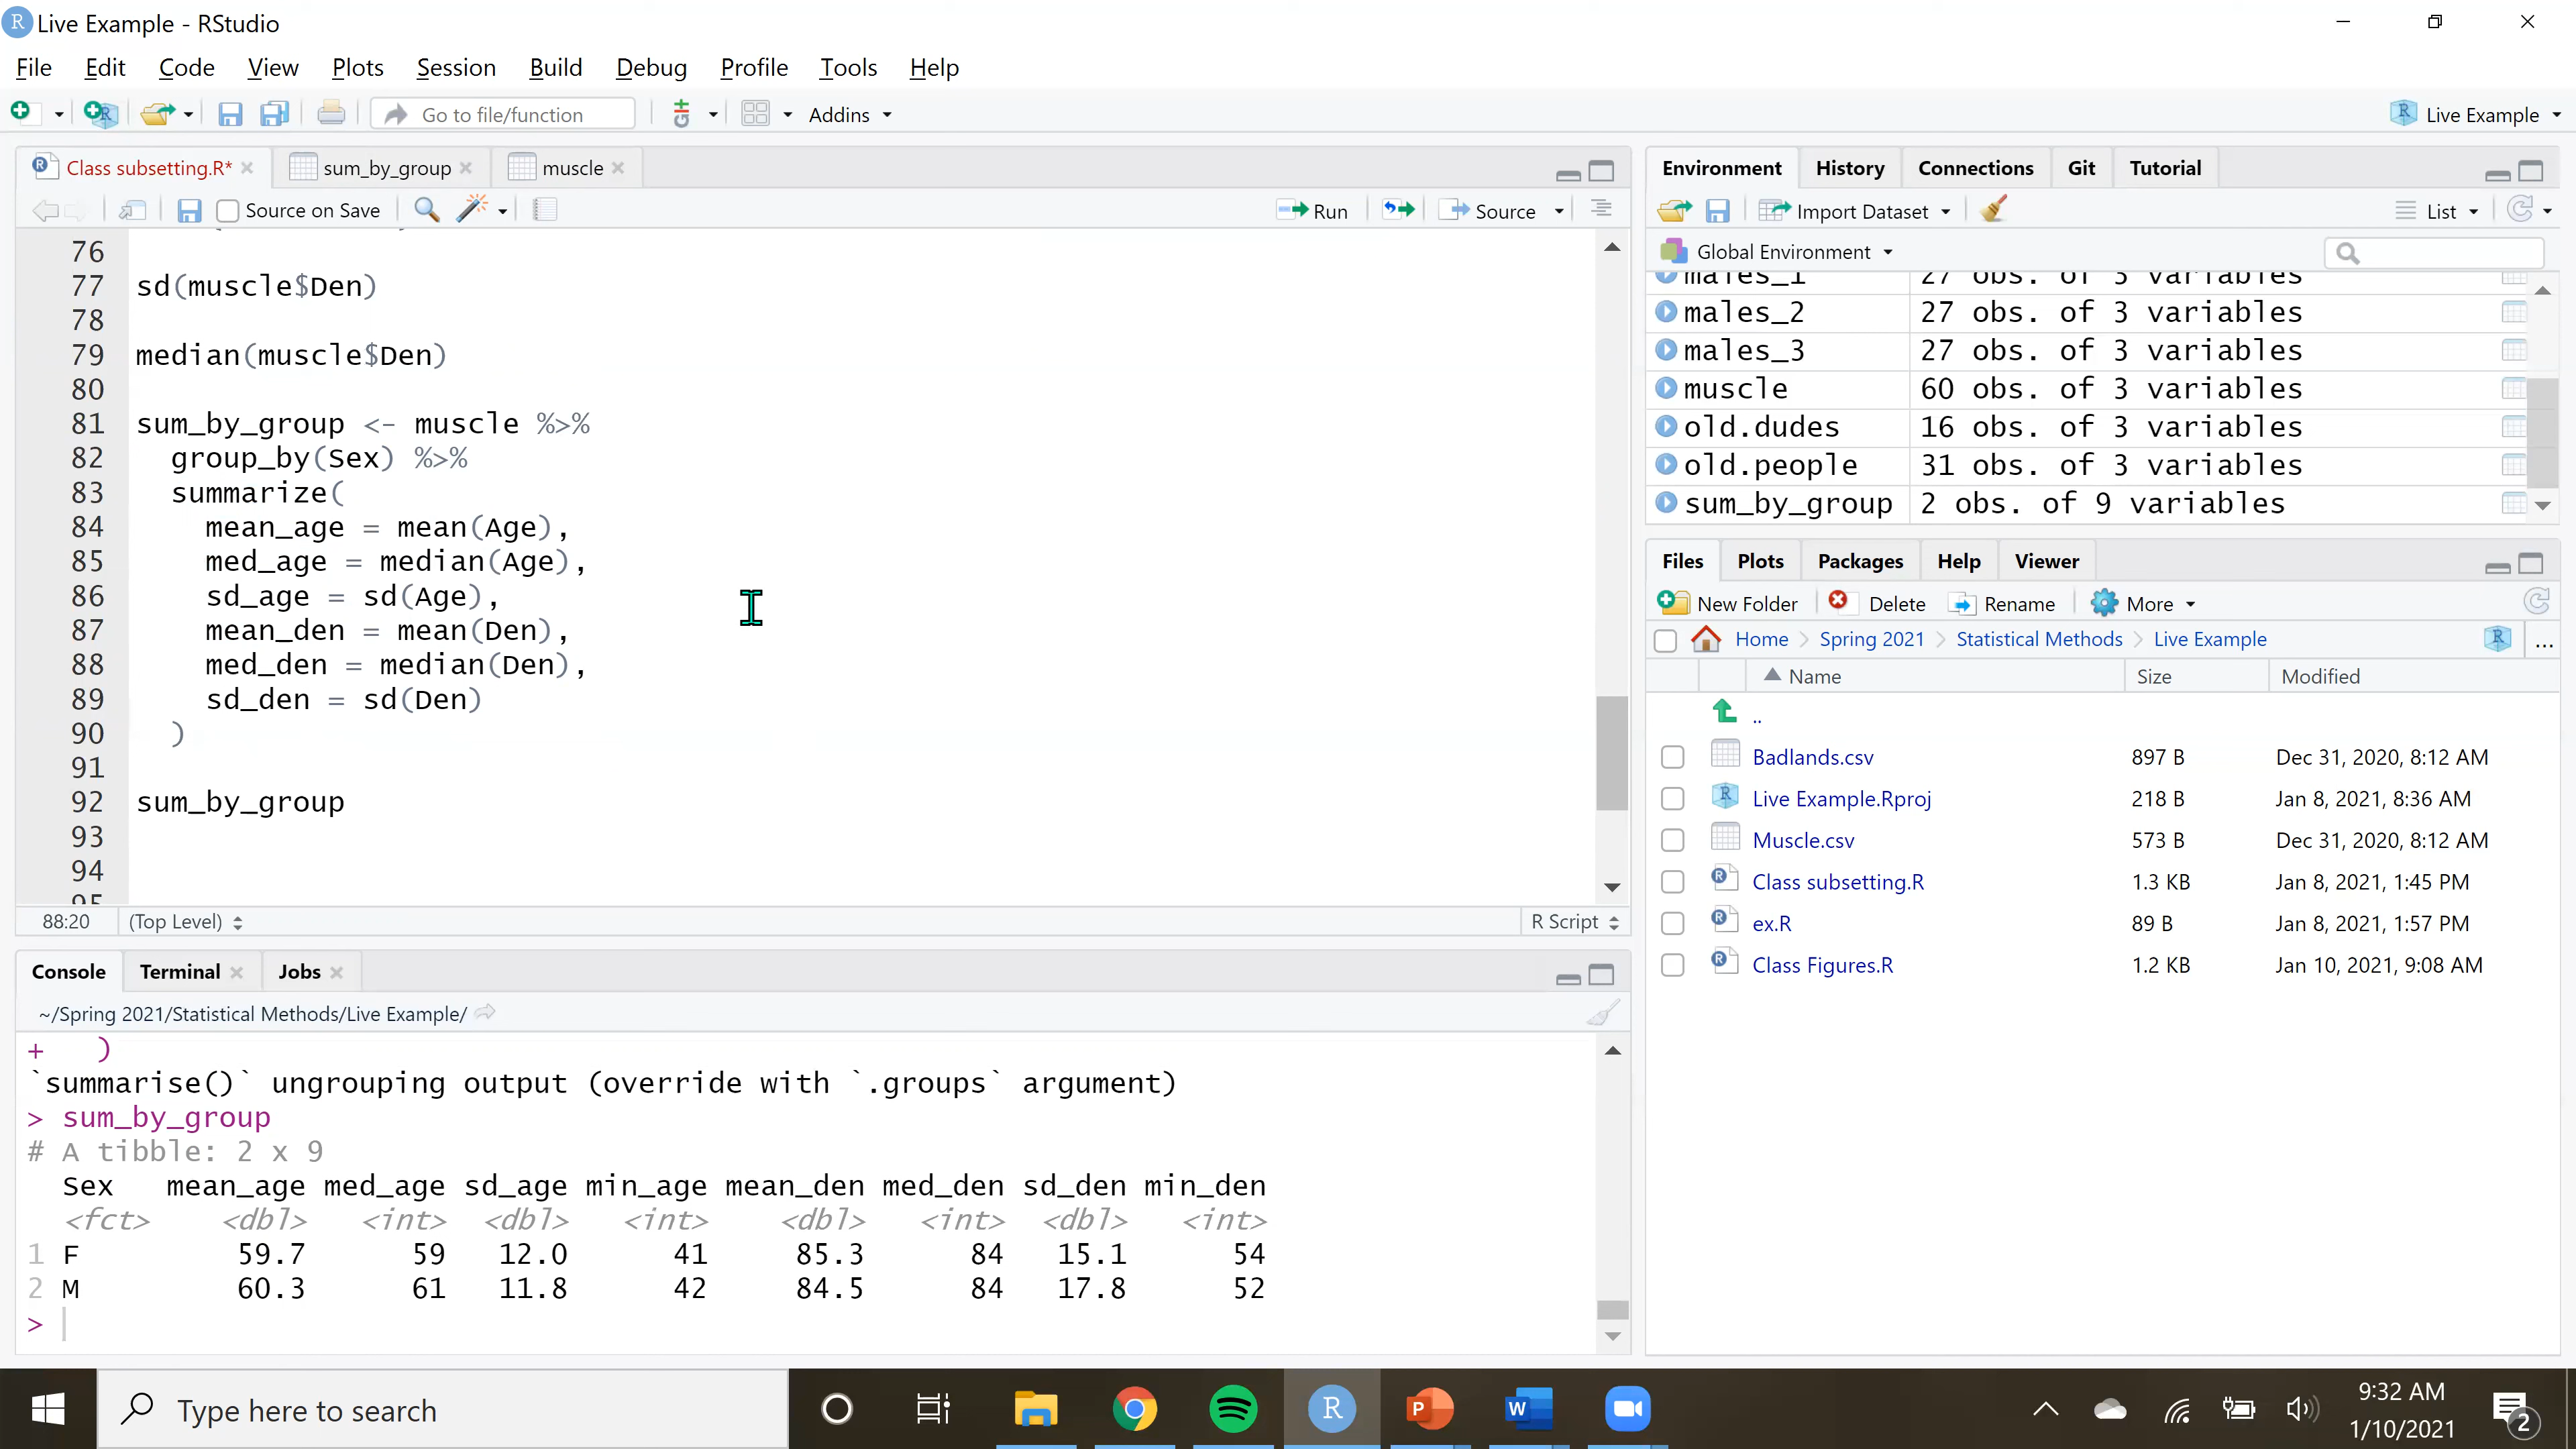 Live Example - RStudio
File Edit Code View Plots Session Build Debug Profile Tools Help
Go to file/function Addins Live Example
Class subsetting.R* sum_by_group muscle
Source on Save Run Source
76
77 sd(muscle$Den)
78
79 median(muscle$Den)
80
81 sum_by_group <- muscle %>%
82 group_by(Sex) %>%
83 summarize(
84 mean_age = mean(Age),
85 med_age = median(Age),
86 sd_age = sd(Age),
87 mean_den = mean(Den),
88 med_den = median(Den),
89 sd_den = sd(Den)
90 )
91
92 sum_by_group
93
94
95
88:20 (Top Level) R Script
Console Terminal Jobs
~/Spring 2021/Statistical Methods/Live Example/
+ )
`summarise()` ungrouping output (override with `.groups` argument)
> sum_by_group
# A tibble: 2 x 9
Sex mean_age med_age sd_age min_age mean_den med_den sd_den min_den
<fct> <dbl> <int> <dbl> <int> <dbl> <int> <dbl> <int>
1 F 59.7 59 12.0 41 85.3 84 15.1 54
2 M 60.3 61 11.8 42 84.5 84 17.8 52
>
Environment History Connections Git Tutorial
Import Dataset List
Global Environment
males_1 27 obs. of 3 variables
males_2 27 obs. of 3 variables
males_3 27 obs. of 3 variables
muscle 60 obs. of 3 variables
old.dudes 16 obs. of 3 variables
old.people 31 obs. of 3 variables
sum_by_group 2 obs. of 9 variables
Files Plots Packages Help Viewer
New Folder Delete Rename More
Home Spring 2021 Statistical Methods Live Example ...
Name Size Modified
..
Badlands.csv 897 B Dec 31, 2020, 8:12 AM
Live Example.Rproj 218 B Jan 8, 2021, 8:36 AM
Muscle.csv 573 B Dec 31, 2020, 8:12 AM
Class subsetting.R 1.3 KB Jan 8, 2021, 1:45 PM
ex.R 89 B Jan 8, 2021, 1:57 PM
Class Figures.R 1.2 KB Jan 10, 2021, 9:08 AM
Type here to search
9:32 AM
1/10/2021
2